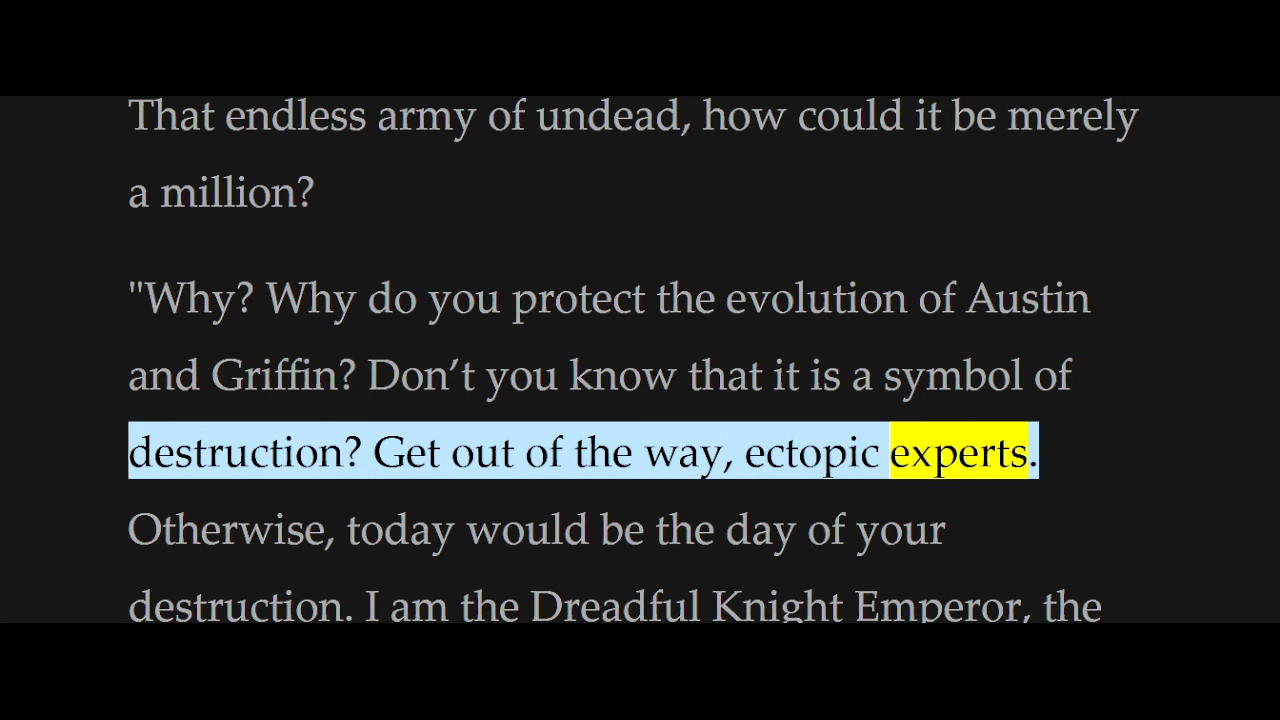 That endless army of undead, how could it be merely
a million?
"Why? Why do you protect the evolution of Austin
and Griffin? Don’t you know that it is a symbol of
destruction? Get out of the way, ectopic experts.
Otherwise, today would be the day of your
destruction. I am the Dreadful Knight Emperor, the